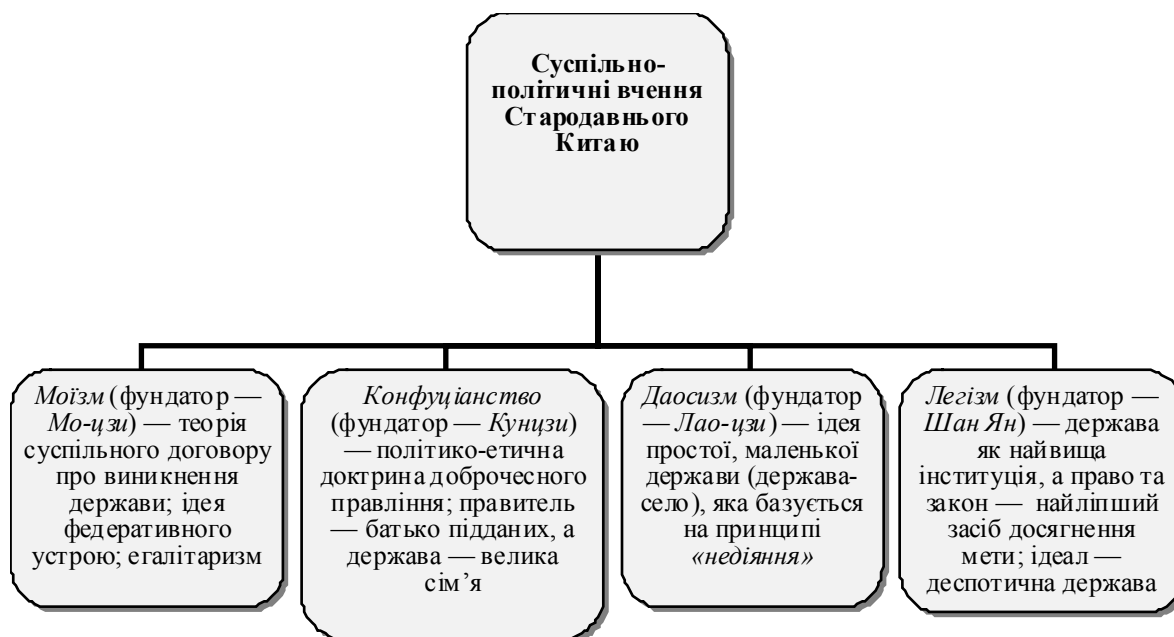 Суспільно-
політичні вчення
Стародавнього
Китаю
Моїзм (фундатор —
Мо-цзи) — теорія
суспільного договору
про виникнення
держави; ідея
федеративного
устрою; егалітаризм
Конфуціанство
(фундатор — Кунцзи)
— політико-етична
доктрина доброчесного
правління; правитель
— батько підданих, а
держава — велика
сім’я
Даосизм (фундатор
— Лао-цзи) — ідея
простої, маленької
держави (держава-
село), яка базується
на принципі
«недіяння»
Легізм (фундатор —
Шан Ян) — держава
як найвища
інституція, а право та
закон — найліпший
засіб досягнення
мети; ідеал —
деспотична держава